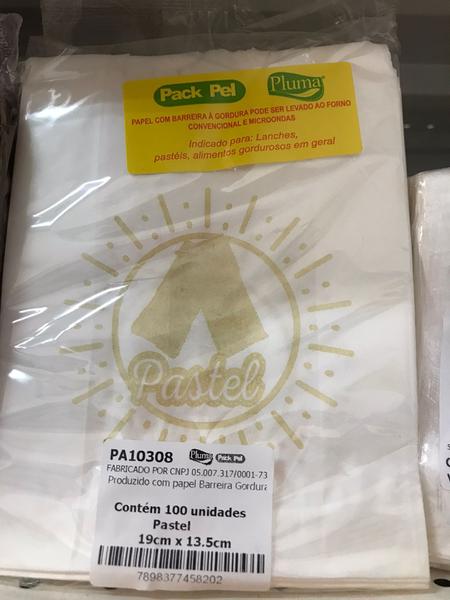 Pack Pel Pluma
PAPEL COM BARREIRA À GORDURA PODE SER LEVADO AO FORNO
CONVENCIONAL E MICROONDAS
Indicado para: Lanches,
pastéis, alimentos gordurosos em geral
Pastel
PA10308 Pluma Pack Pel
FABRICADO POR CNPJ 05.007.317/0001-73
Produzido com papel Barreira Gordura
Contém 100 unidades
Pastel
19cm x 13.5cm
7898377458202